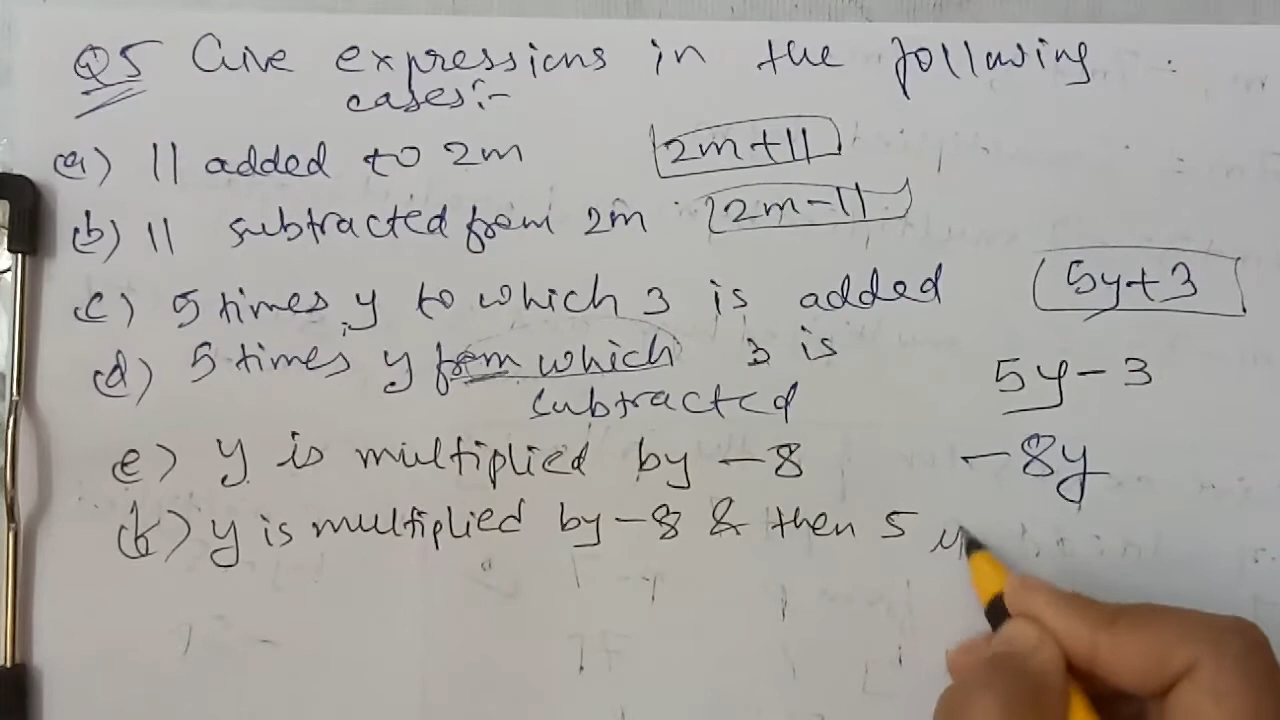 Q5 Give expressions in the following
cases:-
(a) 11 added to 2m 2m+11
(b) 11 subtracted from 2m 2m-11
(c) 5 times y to which 3 is added 5y+3
(d) 5 times y from which 3 is 5y-3
subtracted
(e) y is multiplied by -8 -8y
(f) y is multiplied by -8 & then 5